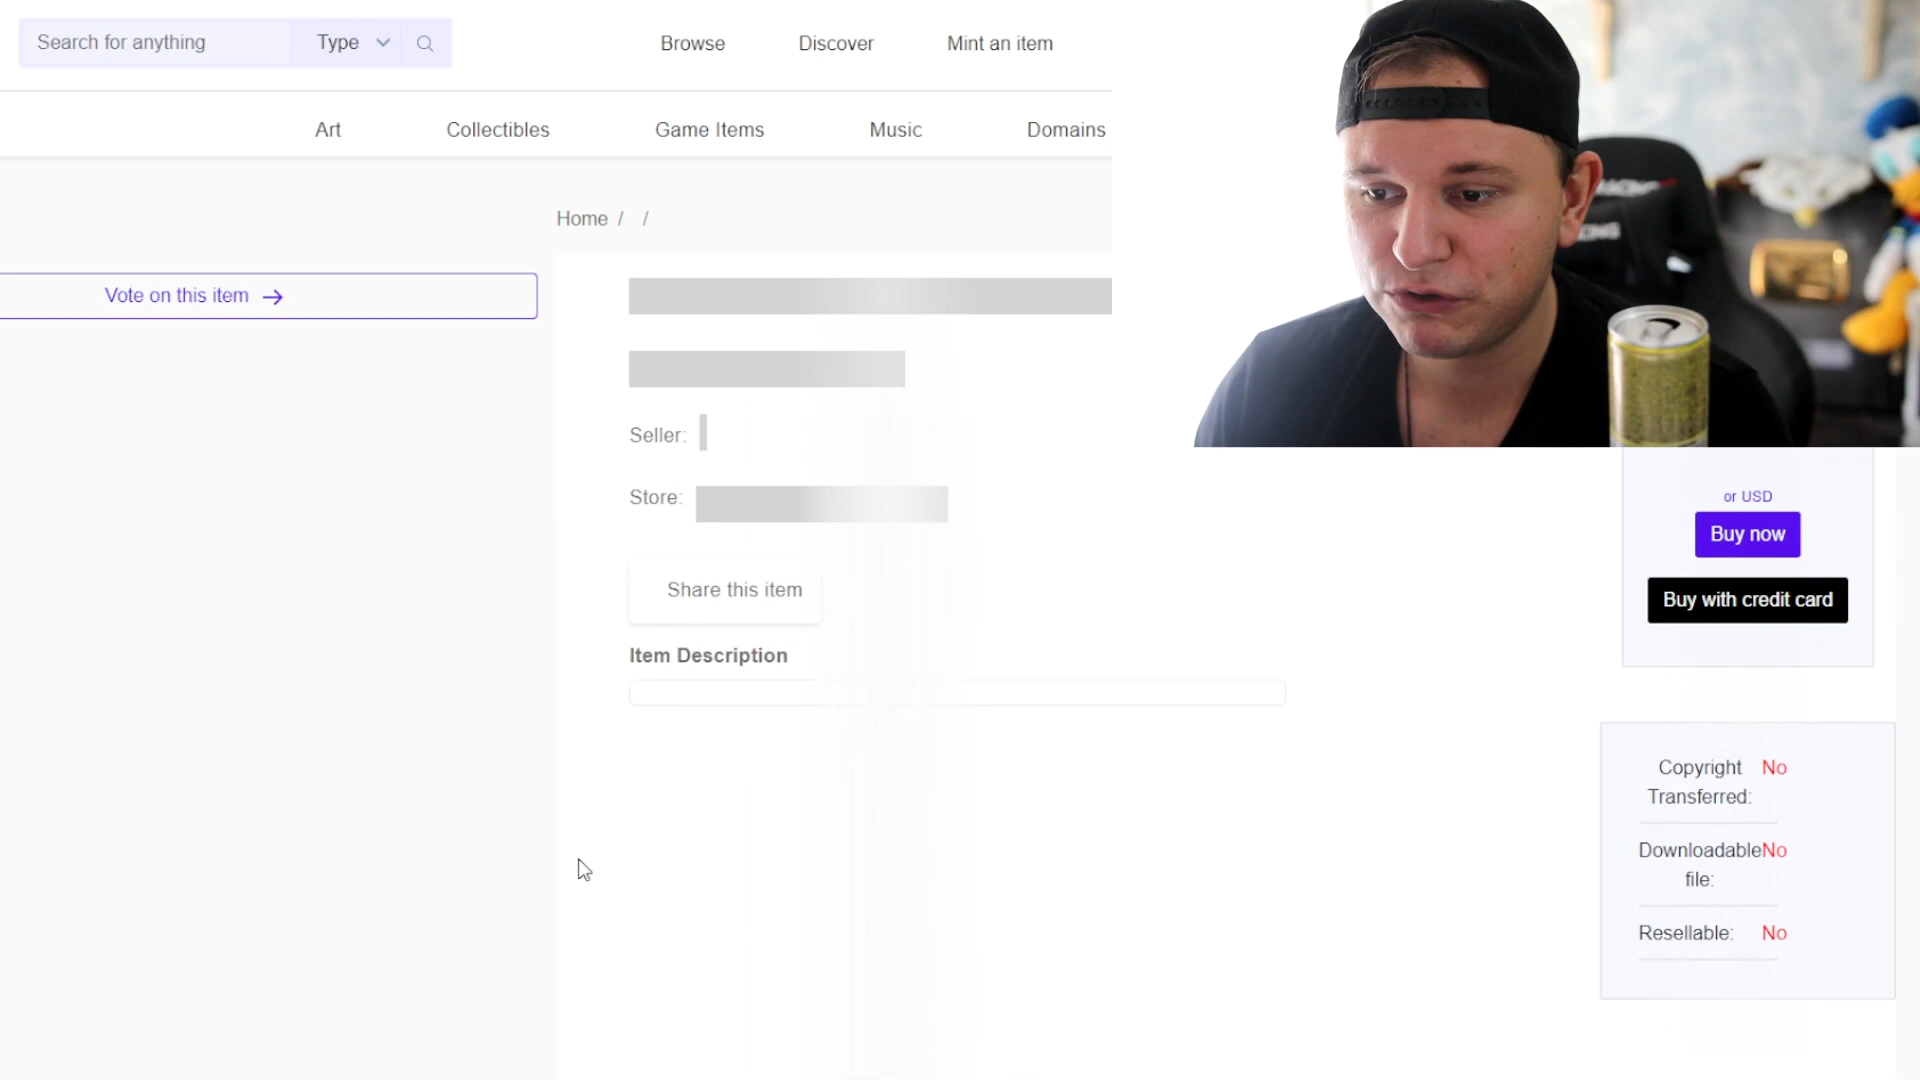 Search for anything
Type
Browse
Discover
Mint an item
Art
Collectibles
Game Items
Music
Domains
Home / /
Vote on this item
Seller:
Store:
Share this item
Item Description
or USD
Buy now
Buy with credit card
Copyright No
Transferred:
Downloadable No
file:
Resellable: No